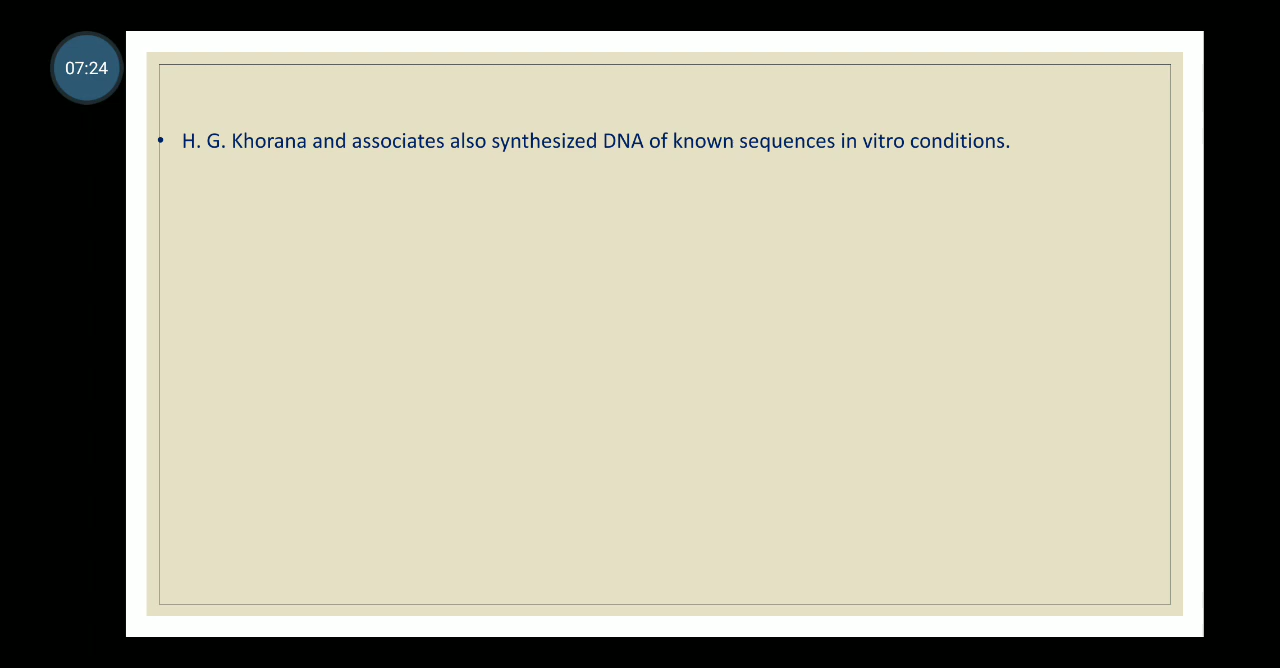 07:24
• H. G. Khorana and associates also synthesized DNA of known sequences in vitro conditions.